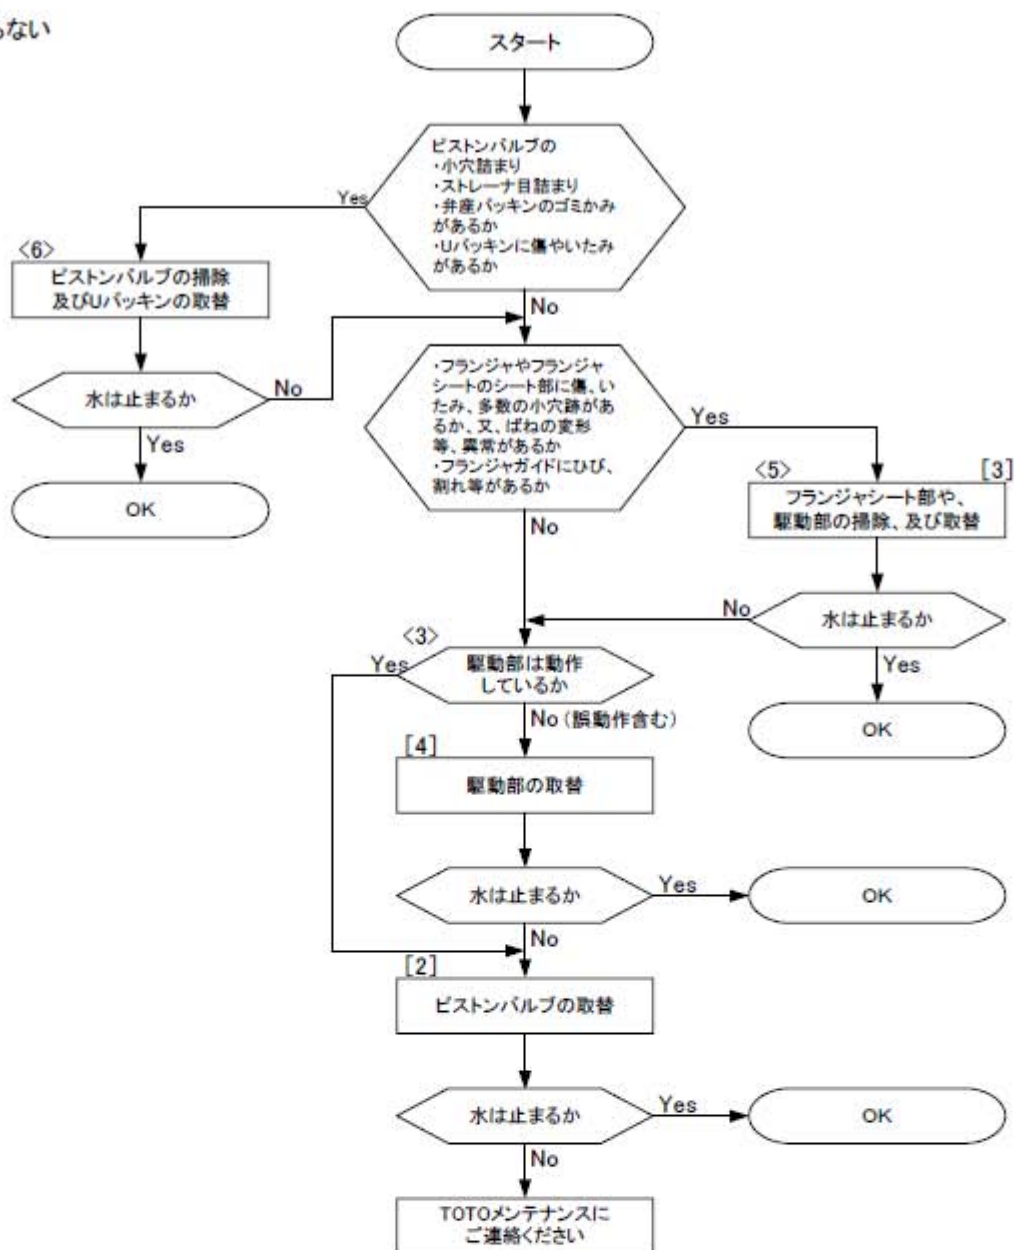 らない
スタート
ピストンバルブの
・小穴詰まり
・ストレーナ目詰まり
・弁座パッキンのゴミかみ
があるか
・Uパッキンに傷やいたみ
があるか
Yes
No
<6>
ピストンバルブの掃除
及びUパッキンの取替
水は止まるか
No
Yes
OK
・フランジャやフランジャ
シートのシート部に傷、い
たみ、多数の小穴跡があ
るか、又、ばねの変形
等、異常があるか
・フランジャガイドにひび、
割れ等があるか
Yes
No
<5>
[3]
フランジャシート部や、
駆動部の掃除、及び取替
水は止まるか
No
Yes
OK
<3>
駆動部は動作
しているか
Yes
No（誤動作含む）
[4]
駆動部の取替
水は止まるか
Yes
OK
No
[2]
ピストンバルブの取替
水は止まるか
Yes
OK
No
TOTOメンテナンスに
ご連絡ください